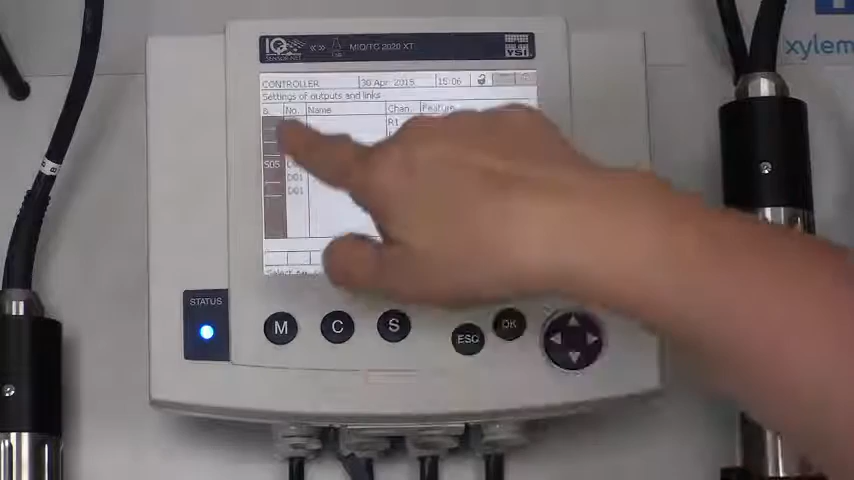 IQ
SENSOR NET
MIQ/TC 2020 XT
YSI
CONTROLLER 30 Apr 2015 15:06
Settings of outputs and links
No. Name Chan. Feature
R1
S05
D01
D01
STATUS
M C S ESC OK
xylem